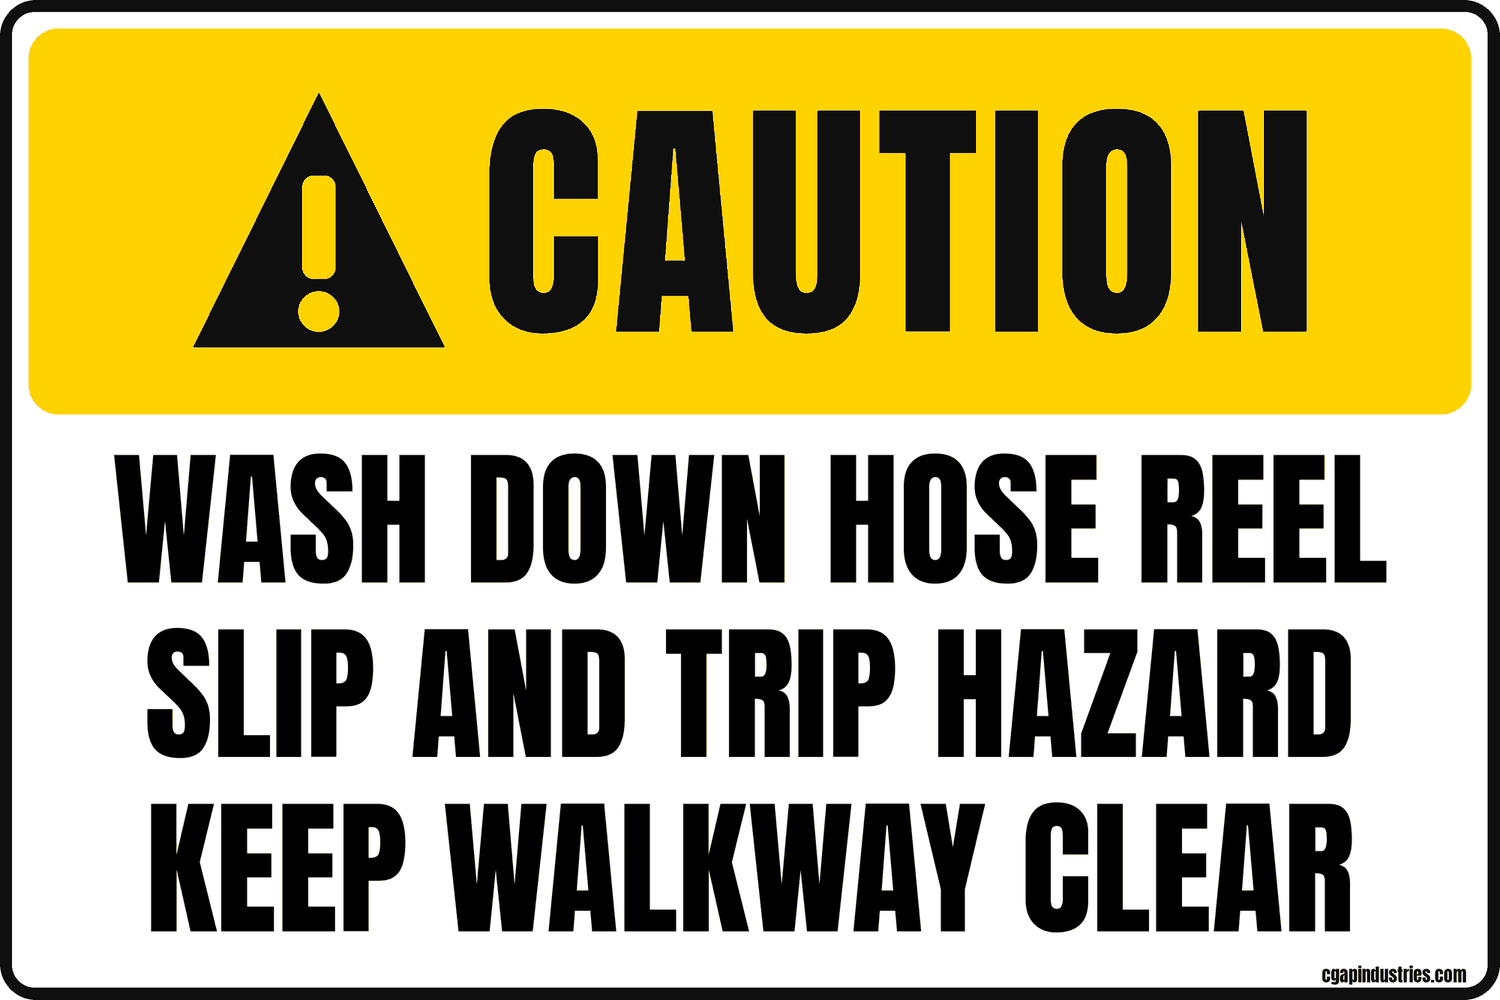 CAUTION
WASH DOWN HOSE REEL
SLIP AND TRIP HAZARD
KEEP WALKWAY CLEAR
cgapindustries.com